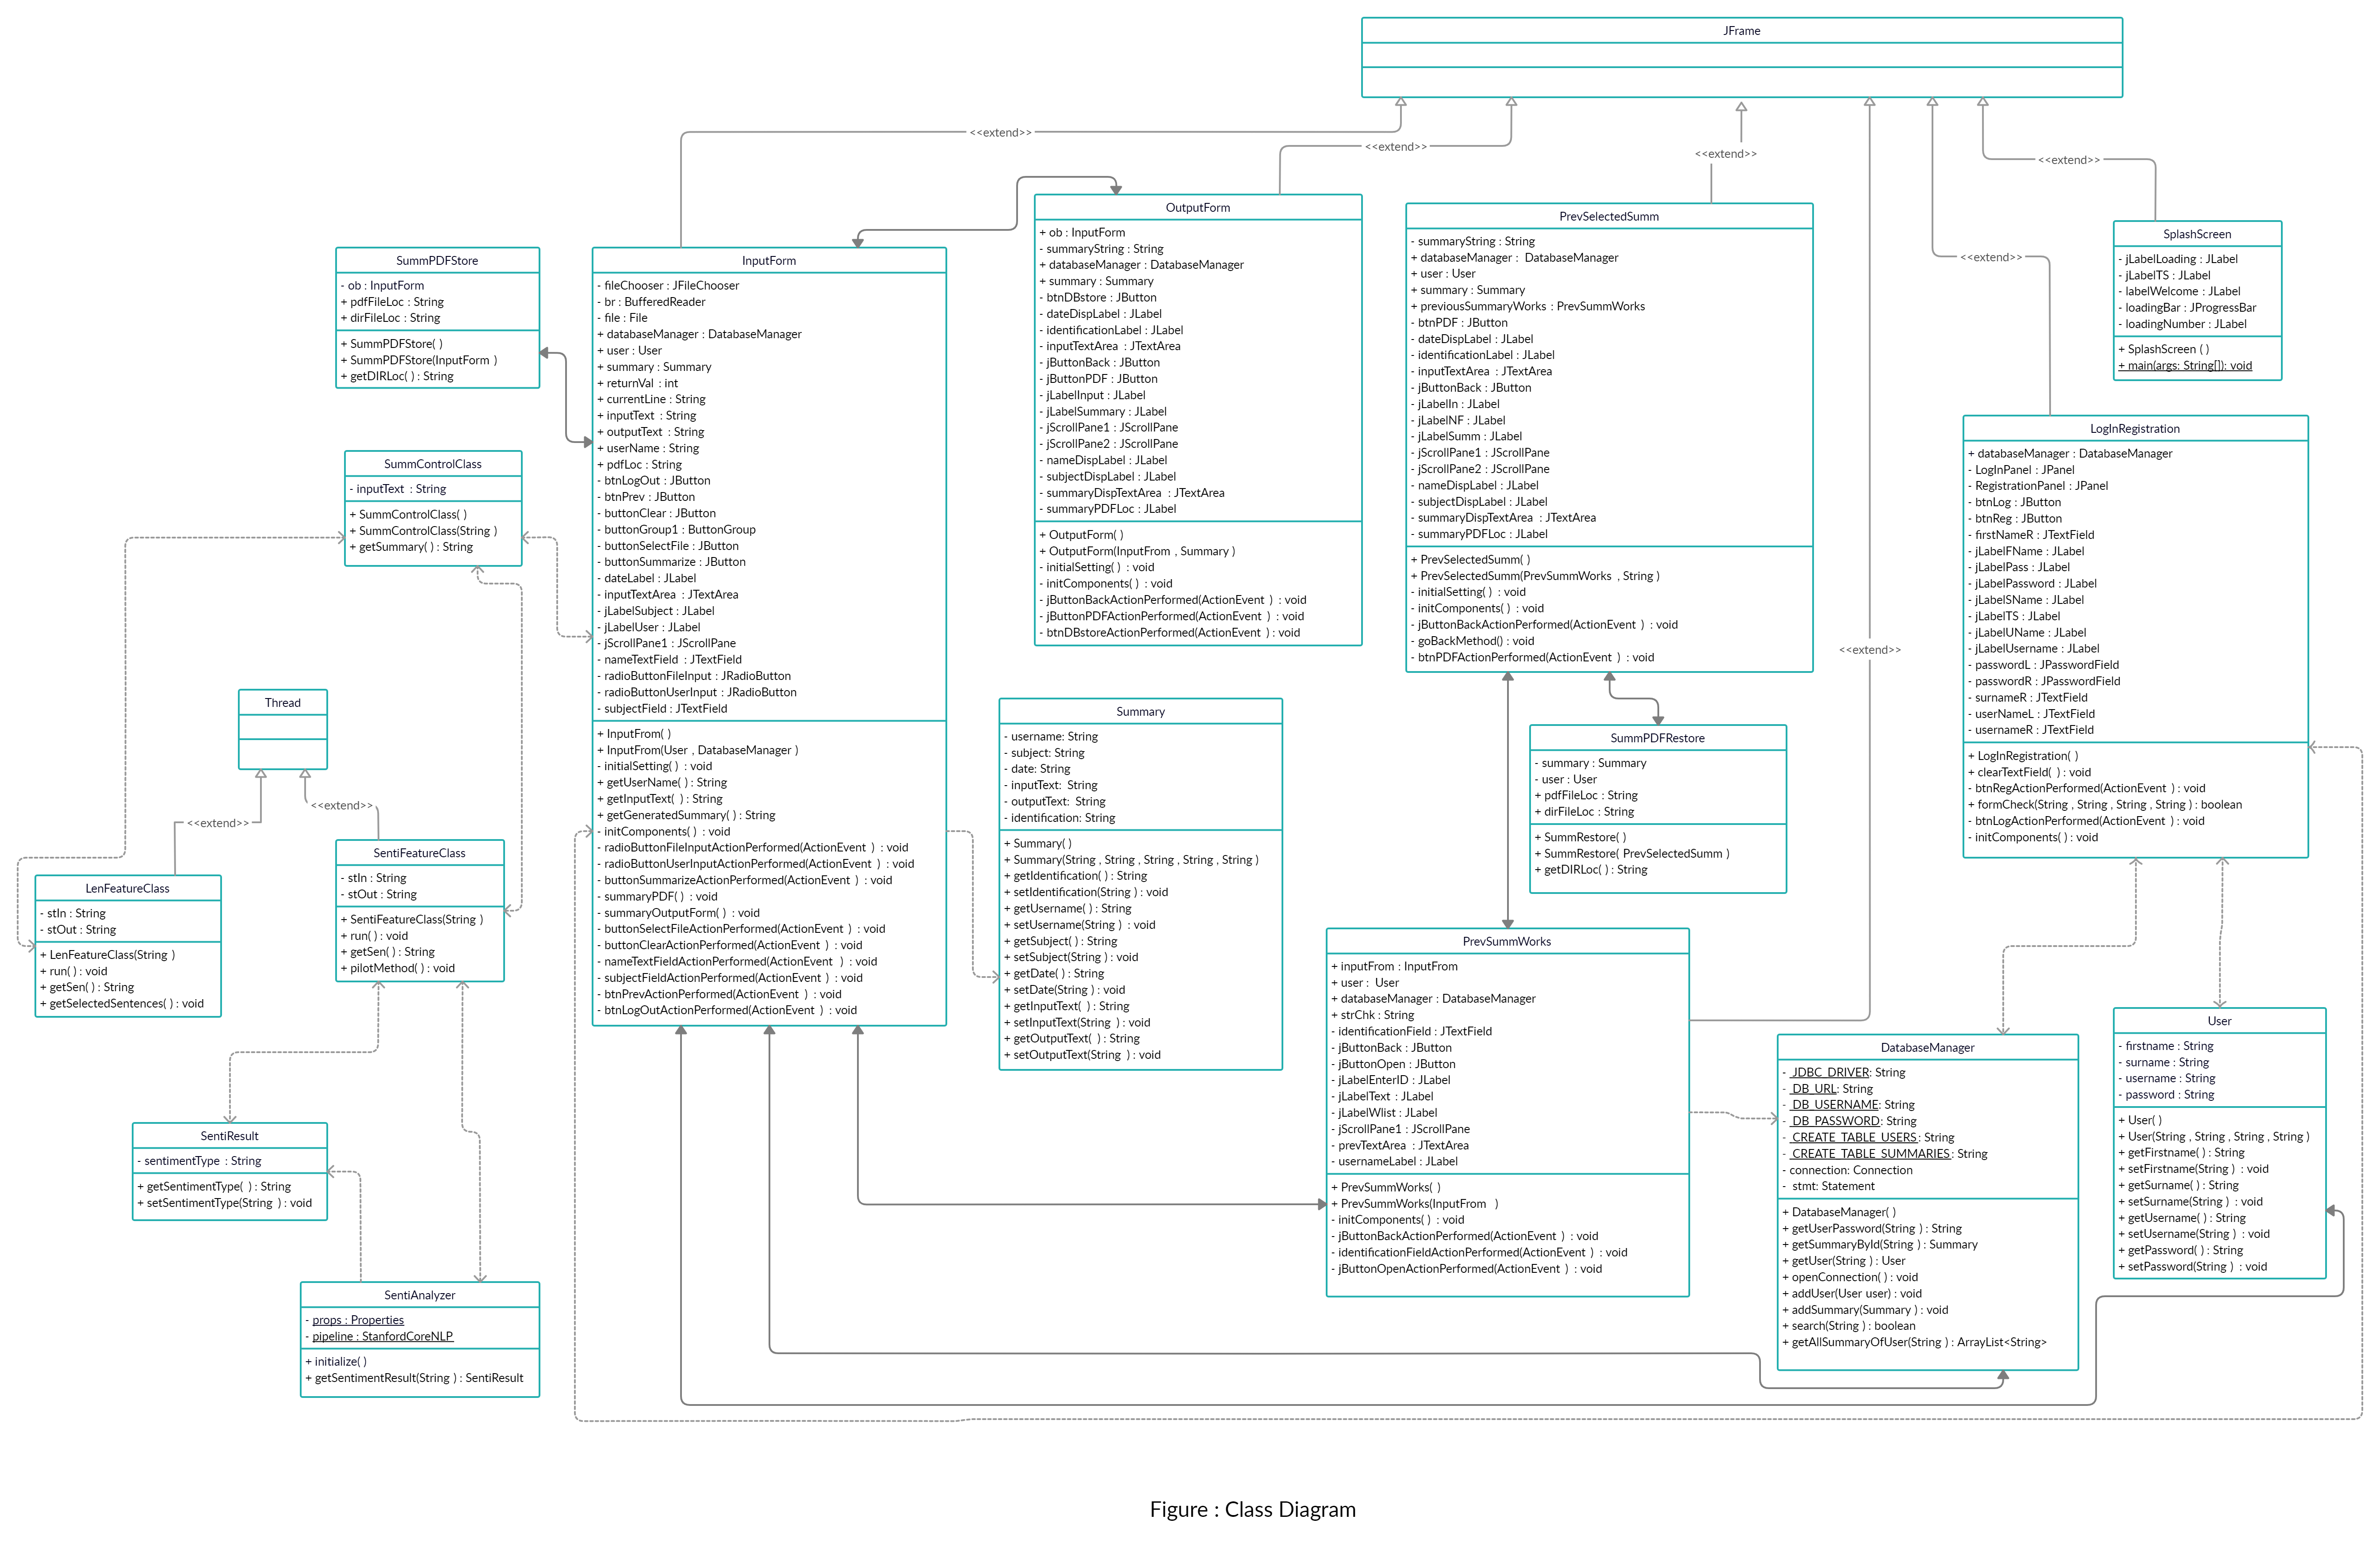 JFrame
<<extend>>
<<extend>>
<<extend>>
<<extend>>
<<extend>>
<<extend>>
SummPDFStore
- ob : InputForm
+ pdfFileLoc : String
+ dirFileLoc : String
+ SummPDFStore( )
+ SummPDFStore(InputForm )
+ getDIRLoc( ) : String
SummControlClass
- inputText : String
+ SummControlClass( )
+ SummControlClass(String )
+ getSummary( ) : String
Thread
<<extend>>
<<extend>>
LenFeatureClass
- stIn : String
- stOut : String
+ LenFeatureClass(String )
+ run( ) : void
+ getSen( ) : String
+ getSelectedSentences( ) : void
SentiFeatureClass
- stIn : String
- stOut : String
+ SentiFeatureClass(String )
+ run( ) : void
+ getSen( ) : String
+ pilotMethod( ) : void
SentiResult
- sentimentType : String
+ getSentimentType( ) : String
+ setSentimentType(String ) : void
SentiAnalyzer
- props : Properties
- pipeline : StanfordCoreNLP
+ initialize( )
+ getSentimentResult(String ) : SentiResult
InputForm
- fileChooser : JFileChooser
- br : BufferedReader
- file : File
+ databaseManager : DatabaseManager
+ user : User
+ summary : Summary
+ returnVal : int
+ currentLine : String
+ inputText : String
+ outputText : String
+ userName : String
+ pdfLoc : String
- btnLogOut : JButton
- btnPrev : JButton
- buttonClear : JButton
- buttonGroup1 : ButtonGroup
- buttonSelectFile : JButton
- buttonSummarize : JButton
- dateLabel : JLabel
- inputTextArea : JTextArea
- jLabelSubject : JLabel
- jLabelUser : JLabel
- jScrollPane1 : JScrollPane
- nameTextField : JTextField
- radioButtonFileInput : JRadioButton
- radioButtonUserInput : JRadioButton
- subjectField : JTextField
+ InputFrom( )
+ InputFrom(User , DatabaseManager )
- initialSetting( ) : void
+ getUserName( ) : String
+ getInputText( ) : String
+ getGeneratedSummary( ) : String
- initComponents( ) : void
- radioButtonFileInputActionPerformed(ActionEvent ) : void
- radioButtonUserInputActionPerformed(ActionEvent ) : void
- buttonSummarizeActionPerformed(ActionEvent ) : void
- summaryPDF( ) : void
- summaryOutputForm( ) : void
- buttonSelectFileActionPerformed(ActionEvent ) : void
- buttonClearActionPerformed(ActionEvent ) : void
- nameTextFieldActionPerformed(ActionEvent ) : void
- subjectFieldActionPerformed(ActionEvent ) : void
- btnPrevActionPerformed(ActionEvent ) : void
- btnLogOutActionPerformed(ActionEvent ) : void
OutputForm
+ ob : InputForm
- summaryString : String
+ databaseManager : DatabaseManager
+ summary : Summary
- btnDBstore : JButton
- dateDispLabel : JLabel
- identificationLabel : JLabel
- inputTextArea : JTextArea
- jButtonBack : JButton
- jButtonPDF : JButton
- jLabelInput : JLabel
- jLabelSummary : JLabel
- jScrollPane1 : JScrollPane
- jScrollPane2 : JScrollPane
- nameDispLabel : JLabel
- subjectDispLabel : JLabel
- summaryDispTextArea : JTextArea
- summaryPDFLoc : JLabel
+ OutputForm( )
+ OutputForm(InputFrom , Summary )
- initialSetting( ) : void
- initComponents( ) : void
- jButtonBackActionPerformed(ActionEvent ) : void
- jButtonPDFActionPerformed(ActionEvent ) : void
- btnDBstoreActionPerformed(ActionEvent ) : void
Summary
- username: String
- subject: String
- date: String
- inputText: String
- outputText: String
- identification: String
+ Summary( )
+ Summary(String , String , String , String , String )
+ getIdentification( ) : String
+ setIdentification(String ) : void
+ getUsername( ) : String
+ setUsername(String ) : void
+ getSubject( ) : String
+ setSubject(String ) : void
+ getDate( ) : String
+ setDate(String ) : void
+ getInputText( ) : String
+ setInputText(String ) : void
+ getOutputText( ) : String
+ setOutputText(String ) : void
PrevSelectedSumm
- summaryString : String
+ databaseManager : DatabaseManager
+ user : User
+ summary : Summary
+ previousSummaryWorks : PrevSummWorks
- btnPDF : JButton
- dateDispLabel : JLabel
- identificationLabel : JLabel
- inputTextArea : JTextArea
- jButtonBack : JButton
- jLabelIn : JLabel
- jLabelNF : JLabel
- jLabelSumm : JLabel
- jScrollPane1 : JScrollPane
- jScrollPane2 : JScrollPane
- nameDispLabel : JLabel
- subjectDispLabel : JLabel
- summaryDispTextArea : JTextArea
- summaryPDFLoc : JLabel
+ PrevSelectedSumm( )
+ PrevSelectedSumm(PrevSummWorks , String )
- initialSetting( ) : void
- initComponents( ) : void
- jButtonBackActionPerformed(ActionEvent ) : void
- goBackMethod() : void
- btnPDFActionPerformed(ActionEvent ) : void
SummPDFRestore
- summary : Summary
- user : User
+ pdfFileLoc : String
+ dirFileLoc : String
+ SummRestore( )
+ SummRestore( PrevSelectedSumm )
+ getDIRLoc( ) : String
PrevSummWorks
+ inputFrom : InputFrom
+ user : User
+ databaseManager : DatabaseManager
+ strChk : String
- identificationField : JTextField
- jButtonBack : JButton
- jButtonOpen : JButton
- jLabelEnterID : JLabel
- jLabelText : JLabel
- jLabelWlist : JLabel
- jScrollPane1 : JScrollPane
- prevTextArea : JTextArea
- usernameLabel : JLabel
+ PrevSummWorks( )
+ PrevSummWorks(InputFrom )
- initComponents( ) : void
- jButtonBackActionPerformed(ActionEvent ) : void
- identificationFieldActionPerformed(ActionEvent ) : void
- jButtonOpenActionPerformed(ActionEvent ) : void
SplashScreen
- jLabelLoading : JLabel
- jLabelTS : JLabel
- labelWelcome : JLabel
- loadingBar : JProgressBar
- loadingNumber : JLabel
+ SplashScreen ( )
+ main(args: String[]): void
LogInRegistration
+ databaseManager : DatabaseManager
- LogInPanel : JPanel
- RegistrationPanel : JPanel
- btnLog : JButton
- btnReg : JButton
- firstNameR : JTextField
- jLabelFName : JLabel
- jLabelPass : JLabel
- jLabelPassword : JLabel
- jLabelSName : JLabel
- jLabelTS : JLabel
- jLabelUName : JLabel
- jLabelUsername : JLabel
- passwordL : JPasswordField
- passwordR : JPasswordField
- surnameR : JTextField
- userNameL : JTextField
- usernameR : JTextField
+ LogInRegistration( )
+ clearTextField( ) : void
- btnRegActionPerformed(ActionEvent ) : void
+ formCheck(String , String , String , String ) : boolean
- btnLogActionPerformed(ActionEvent ) : void
- initComponents( ) : void
DatabaseManager
- JDBC_DRIVER: String
- DB_URL: String
- DB_USERNAME: String
- DB_PASSWORD: String
- CREATE_TABLE_USERS: String
- CREATE_TABLE_SUMMARIES: String
- connection: Connection
- stmt: Statement
+ DatabaseManager( )
+ getUserPassword(String ) : String
+ getSummaryById(String ) : Summary
+ getUser(String ) : User
+ openConnection( ) : void
+ addUser(User user) : void
+ addSummary(Summary ) : void
+ search(String ) : boolean
+ getAllSummaryOfUser(String ) : ArrayList<String>
User
- firstname : String
- surname : String
- username : String
- password : String
+ User( )
+ User(String , String , String , String )
+ getFirstname( ) : String
+ setFirstname(String ) : void
+ getSurname( ) : String
+ setSurname(String ) : void
+ getUsername( ) : String
+ setUsername(String ) : void
+ getPassword( ) : String
+ setPassword(String ) : void
Figure : Class Diagram